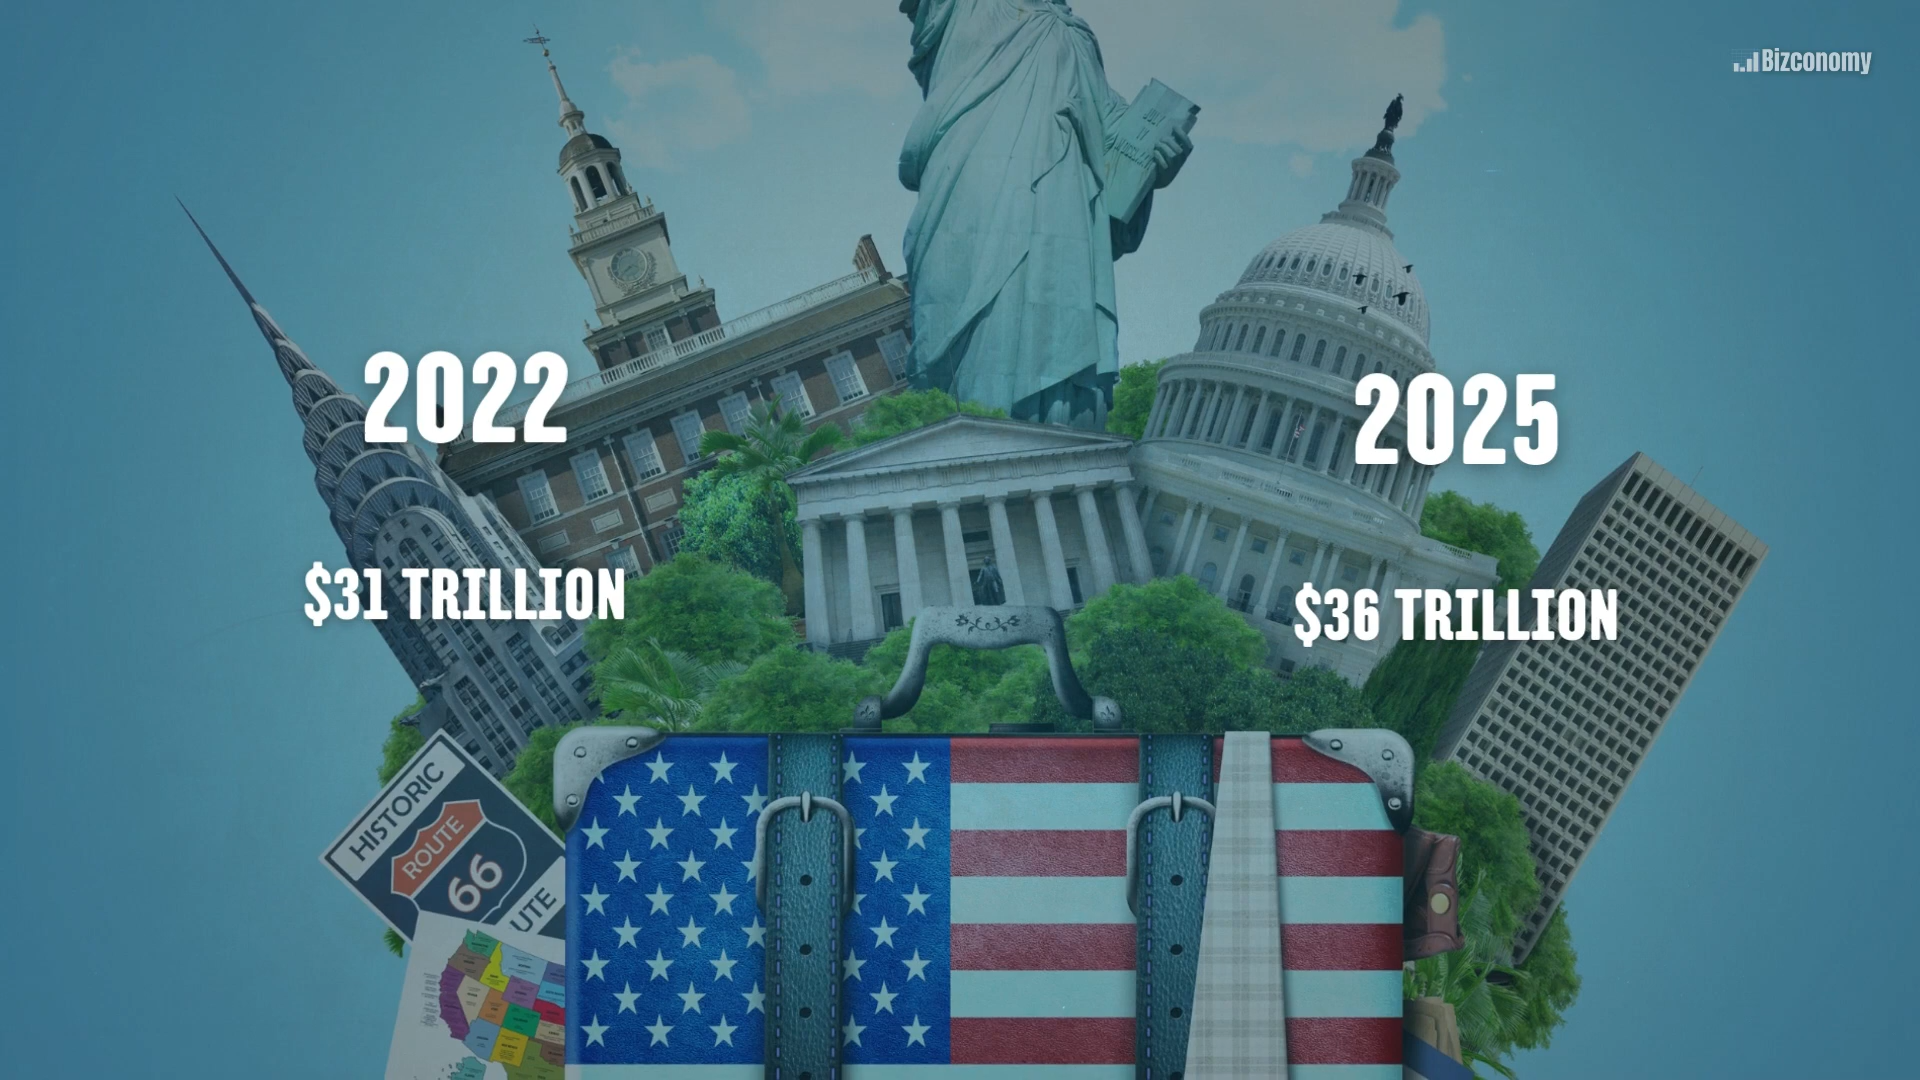 Bizconomy
2022
2025
$31 TRILLION
$36 TRILLION
HISTORIC
ROUTE
66
UTE